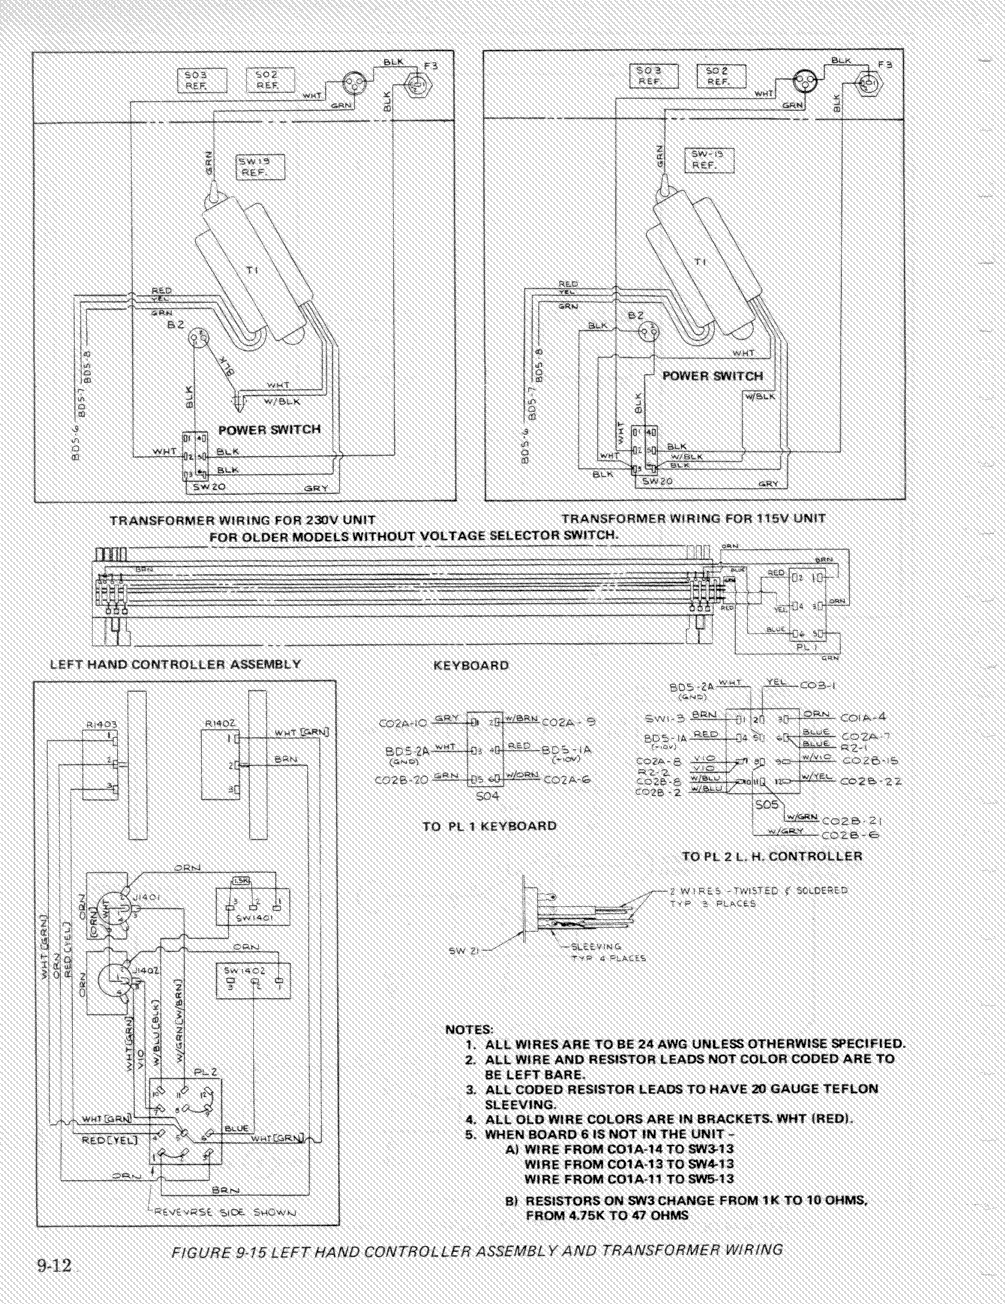 SO3 REF.
SO2 REF.
BLK
F3
WHT
GRN
BLK
GRN
SW19 REF.
T1
RED
YEL
GRN
B2
BLK
BD5-8
BD5-7
BD5-6
BLK
WHT
W/BLK
POWER SWITCH
WHT
BLK
BLK
SW20
GRY
SO3 REF.
SO2 REF.
BLK
F3
WHT
GRN
BLK
GRN
SW-19 REF.
T1
RED
YEL
GRN
B2
BLK
WHT
BD5-8
BD5-7
BD5-6
POWER SWITCH
BLK
W/BLK
WHT
BLK
WHT
W/BLK
BLK
BLK
SW20
GRY
TRANSFORMER WIRING FOR 230V UNIT
TRANSFORMER WIRING FOR 115V UNIT
FOR OLDER MODELS WITHOUT VOLTAGE SELECTOR SWITCH.
BRN
ORN
BRN
BLUE
RED
RED
YEL
ORN
BLUE
PL 1
GRN
LEFT HAND CONTROLLER ASSEMBLY
KEYBOARD
CO2A-10 GRY W/BRN CO2A-9
BD5-2A WHT RED BD5-1A
(GND) (+10V)
CO2B-20 GRN W/ORN CO2A-6
SO4
TO PL 1 KEYBOARD
BD5-2A WHT YEL CO3-1
(GND)
SW1-3 BRN ORN CO1A-4
BD5-1A RED BLUE CO2A-7
(-10V) BLUE R2-1
CO2A-8 VIO W/VIO CO2B-15
R2-2 VIO
CO2B-8 W/BLU W/YEL CO2B-22
CO2B-2 W/BLU
SO5
W/GRN CO2B-21
W/GRY CO2B-6
TO PL 2 L. H. CONTROLLER
R1403
R1402
WHT [GRN]
BRN
ORN
1.5K
J1401
SW1401
ORN
J1402
SW1402
WHT[GRN]
ORN
RED[YEL]
[ORN]
WHT
WHT[GRN]
VIO
W/BLU[BLK]
W/GRN[W/BRN]
PL2
WHT[GRN]
BLUE
RED[YEL]
WHT[GRN]
ORN
BRN
REVEVRSE SIDE SHOWN
2 WIRES - TWISTED & SOLDERED
TYP 3 PLACES
SW 21
SLEEVING
TYP 4 PLACES
NOTES:
1. ALL WIRES ARE TO BE 24 AWG UNLESS OTHERWISE SPECIFIED.
2. ALL WIRE AND RESISTOR LEADS NOT COLOR CODED ARE TO
BE LEFT BARE.
3. ALL CODED RESISTOR LEADS TO HAVE 20 GAUGE TEFLON
SLEEVING.
4. ALL OLD WIRE COLORS ARE IN BRACKETS. WHT (RED).
5. WHEN BOARD 6 IS NOT IN THE UNIT –
A) WIRE FROM CO1A-14 TO SW3-13
WIRE FROM CO1A-13 TO SW4-13
WIRE FROM CO1A-11 TO SW5-13
B) RESISTORS ON SW3 CHANGE FROM 1K TO 10 OHMS,
FROM 4.75K TO 47 OHMS
FIGURE 9-15 LEFT HAND CONTROLLER ASSEMBLY AND TRANSFORMER WIRING
9-12